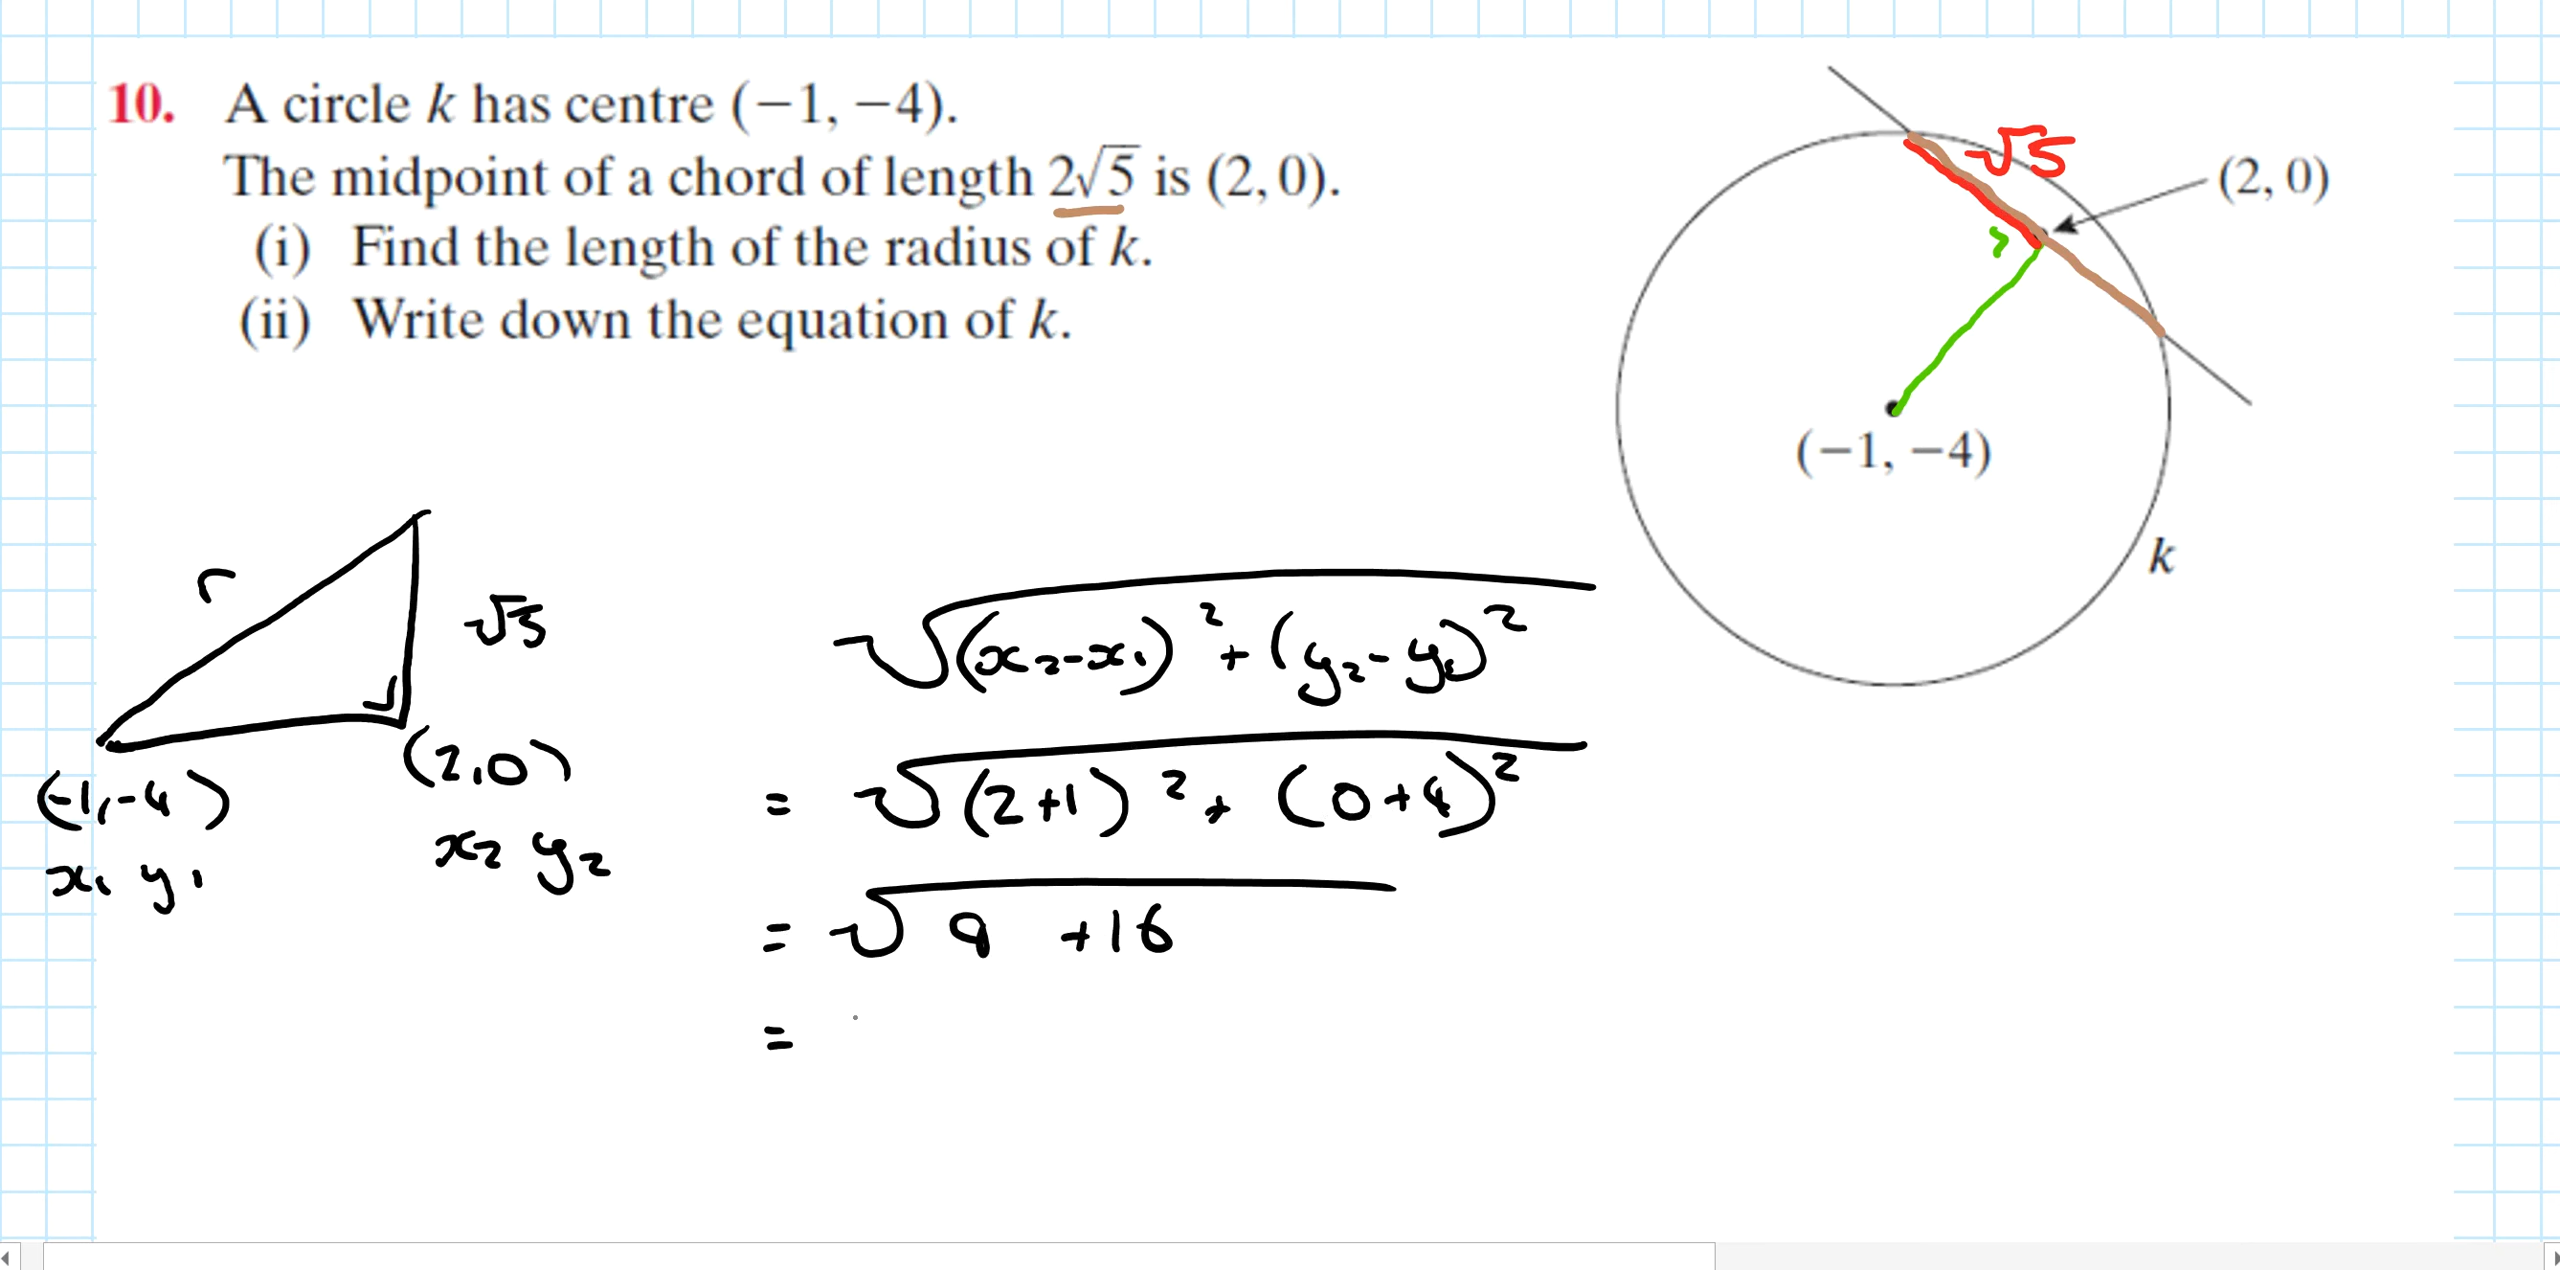 10. A circle k has centre (−1, −4).
The midpoint of a chord of length 2√5 is (2, 0).
(i) Find the length of the radius of k.
(ii) Write down the equation of k.
√5
(2, 0)
(−1, −4)
k
r
√5
(2,0)
(-1,-4)
x₂ y₂
x₁ y₁
√(x₂-x₁)² + (y₂-y₁)²
= √(2+1)² + (0+4)²
= √9 +16
=